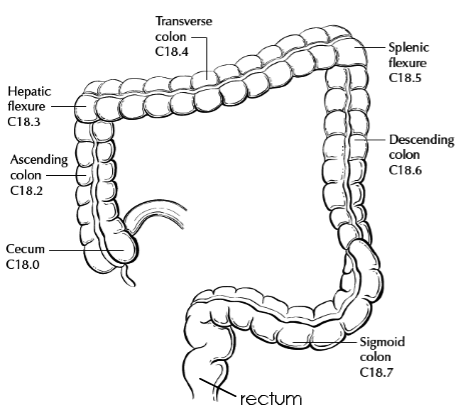 Transverse
colon
C18.4
Splenic
flexure
C18.5
Hepatic
flexure
C18.3
Descending
colon
C18.6
Ascending
colon
C18.2
Cecum
C18.0
Sigmoid
colon
C18.7
rectum